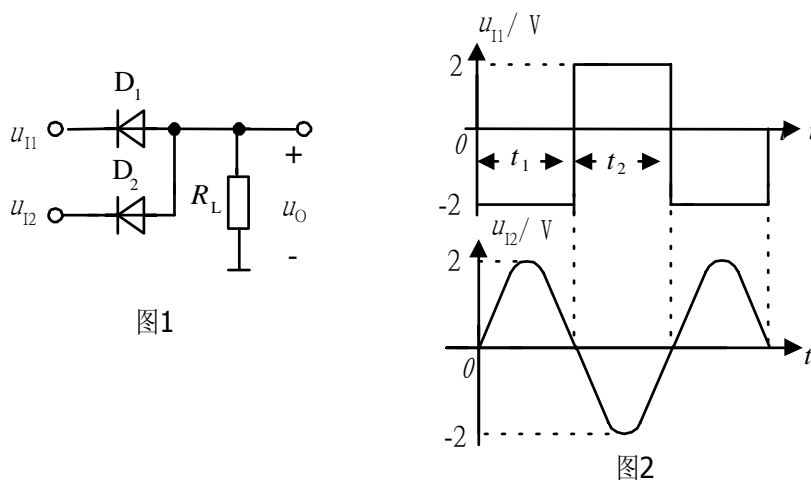 D1
uI1
D2
uI2
RL
+
uO
-
图1
uI1/ V
2
0
t1
t2
t
-2
uI2/ V
2
0
t
-2
图2